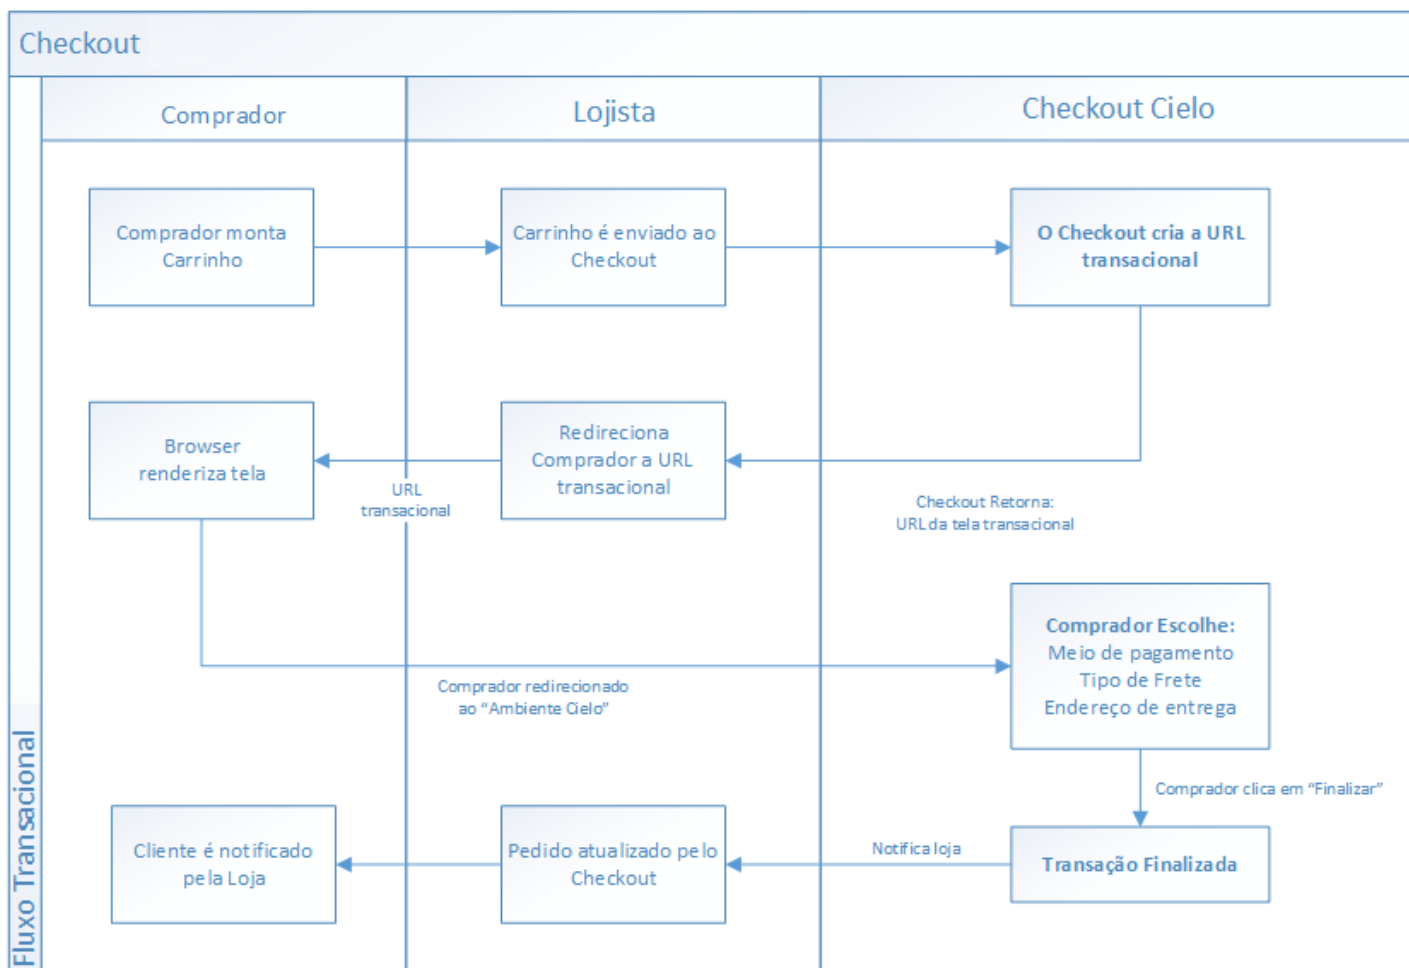 Checkout
Comprador
Lojista
Checkout Cielo
Comprador monta
Carrinho
Carrinho é enviado ao
Checkout
O Checkout cria a URL
transacional
Browser
renderiza tela
URL
transacional
Redireciona
Comprador a URL
transacional
Checkout Retorna:
URL da tela transacional
Comprador redirecionado
ao “Ambiente Cielo”
Comprador Escolhe:
Meio de pagamento
Tipo de Frete
Endereço de entrega
Comprador clica em “Finalizar”
Cliente é notificado
pela Loja
Pedido atualizado pelo
Checkout
Notifica loja
Transação Finalizada
Fluxo Transacional